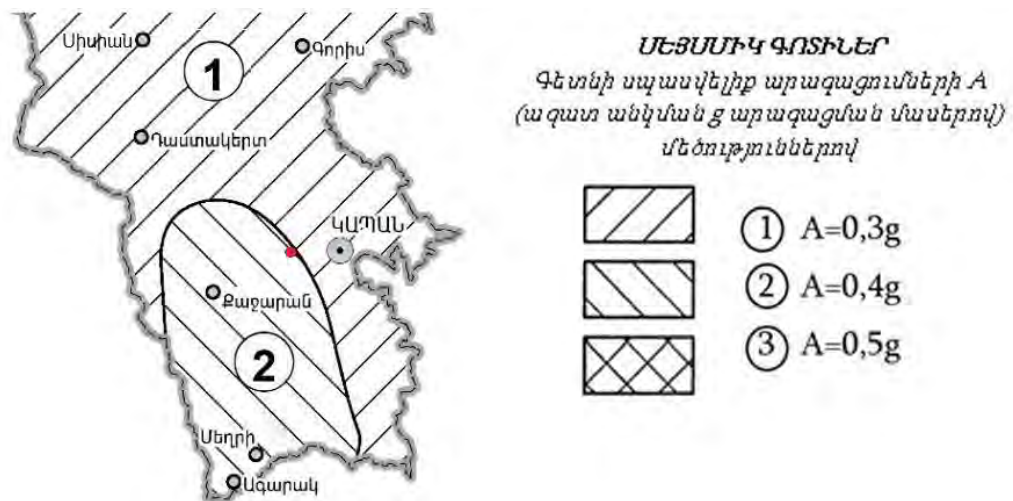 Սիսիան
Գորիս
1
Դաստակերտ
ԿԱՊԱՆ
Քաջարան
2
Մեղրի
Ագարակ
ՍԵՅՍՄԻԿ ԳՈՏԻՆԵՐ
Գետնի սպասվելիք արագացումների A
(ազատ անկման g արագացման մասերով)
մեծություններով
1 A=0,3g
2 A=0,4g
3 A=0,5g